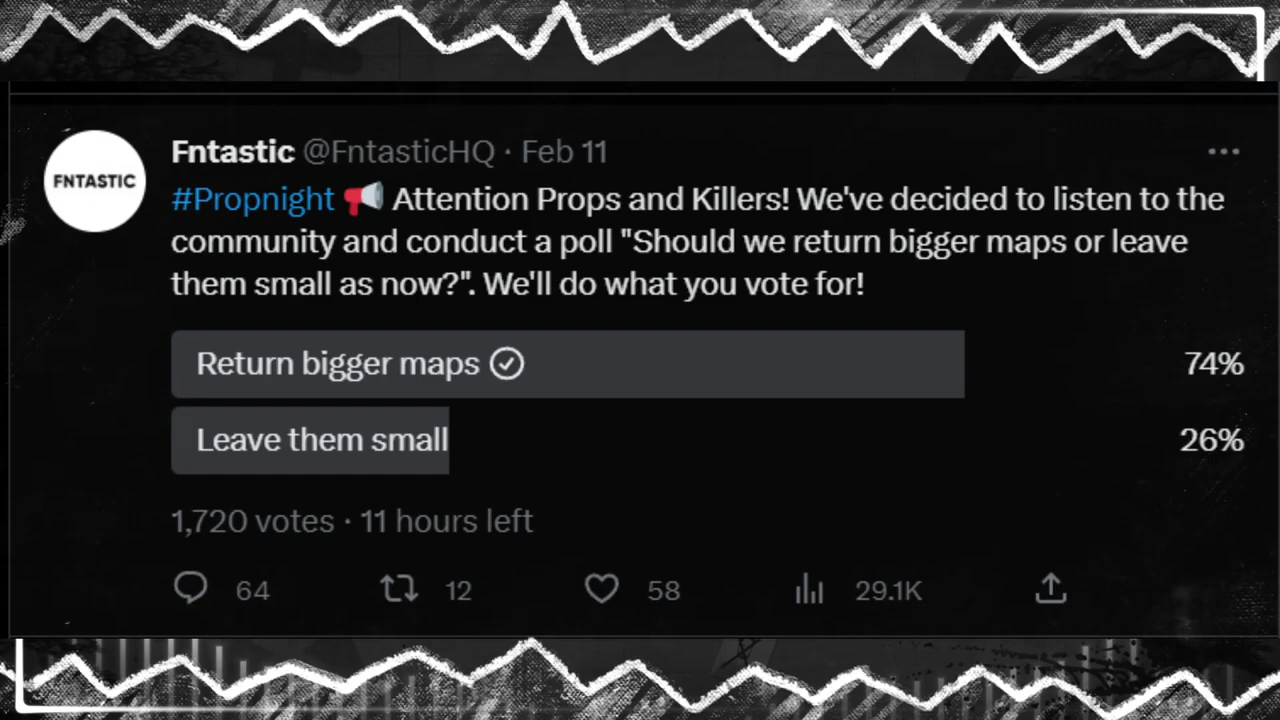 FNTASTIC
Fntastic @FntasticHQ · Feb 11
#Propnight 📢 Attention Props and Killers! We've decided to listen to the
community and conduct a poll "Should we return bigger maps or leave
them small as now?". We'll do what you vote for!
Return bigger maps 74%
Leave them small 26%
1,720 votes · 11 hours left
64 12 58 29.1K